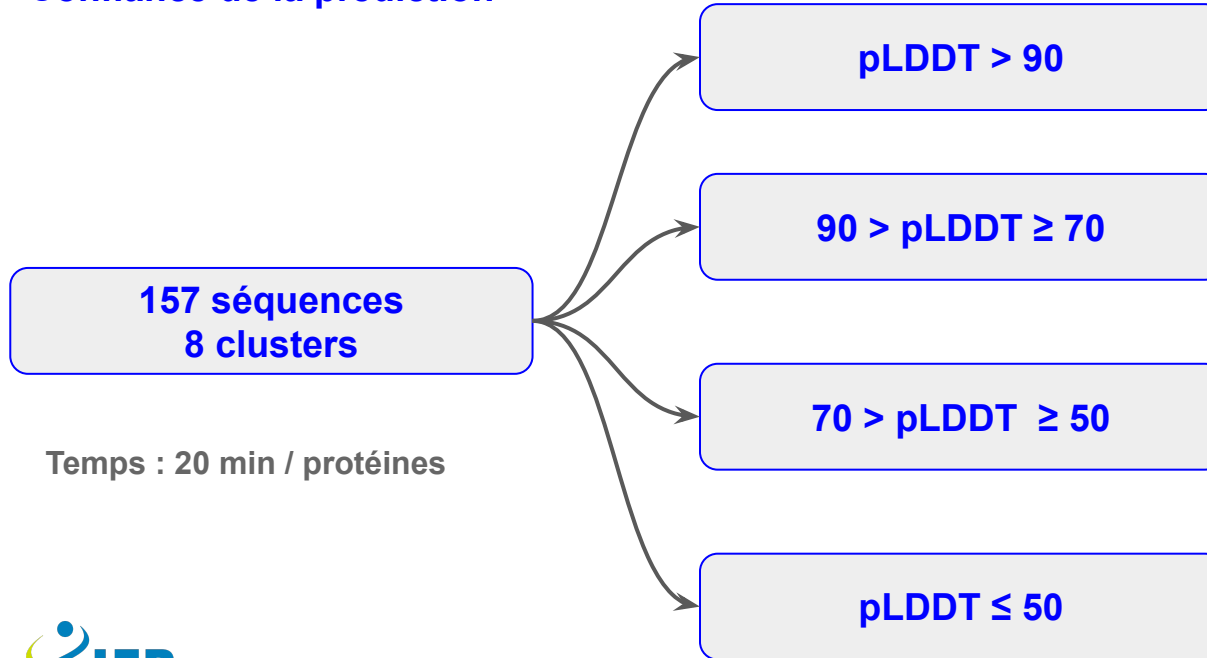 pLDDT > 90
90 > pLDDT ≥ 70
157 séquences
8 clusters
70 > pLDDT ≥ 50
Temps : 20 min / protéines
pLDDT ≤ 50